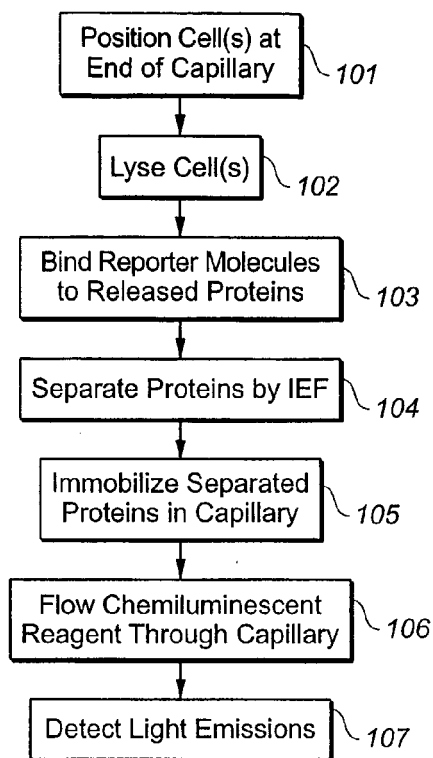 Position Cell(s) at
End of Capillary
101
Lyse Cell(s)
102
Bind Reporter Molecules
to Released Proteins
103
Separate Proteins by IEF
104
Immobilize Separated
Proteins in Capillary
105
Flow Chemiluminescent
Reagent Through Capillary
106
Detect Light Emissions
107